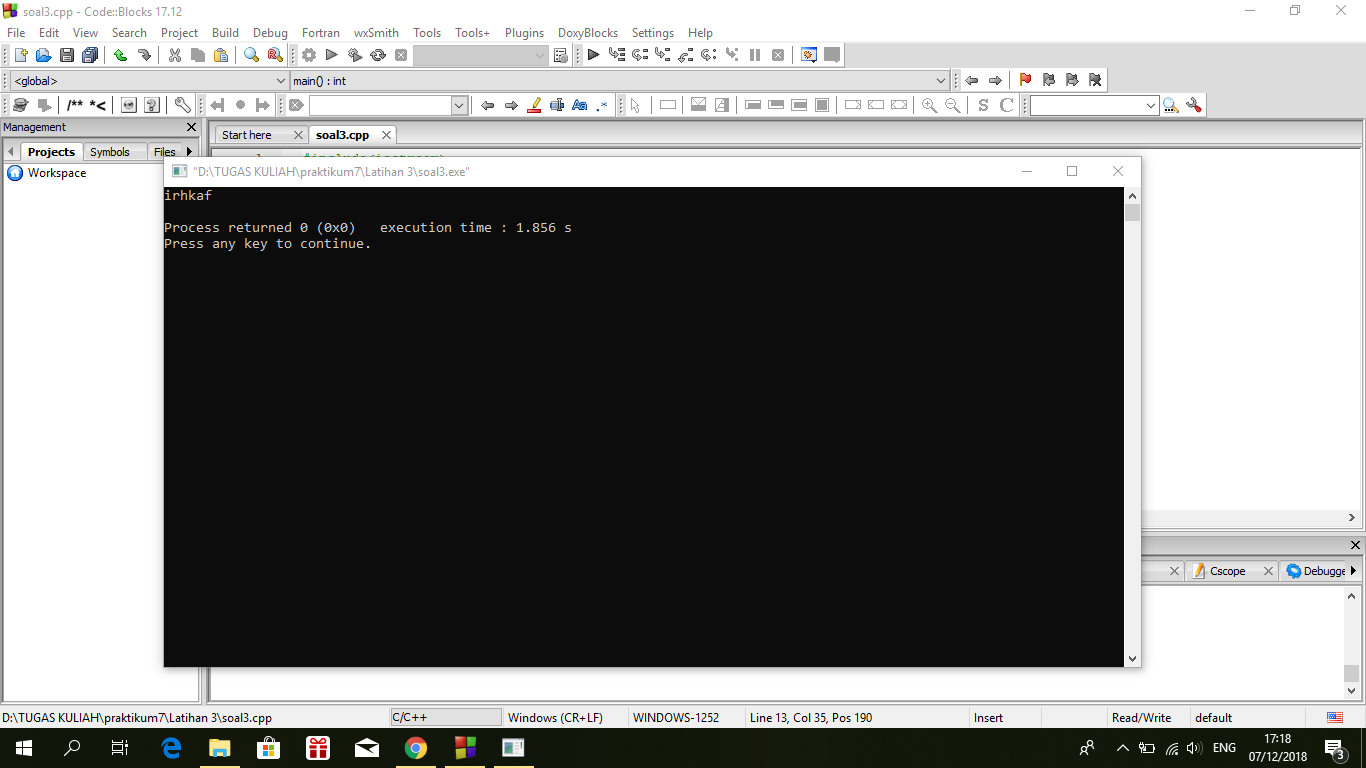 soal3.cpp - Code::Blocks 17.12
File Edit View Search Project Build Debug Fortran wxSmith Tools Tools+ Plugins DoxyBlocks Settings Help
<global> main() : int
/** *< Aa .* S C
Management
Start here soal3.cpp
Projects Symbols Files
Workspace
"D:\TUGAS KULIAH\praktikum7\Latihan 3\soal3.exe"
irhkaf
Process returned 0 (0x0) execution time : 1.856 s
Press any key to continue.
Cscope Debugge
D:\TUGAS KULIAH\praktikum7\Latihan 3\soal3.cpp C/C++ Windows (CR+LF) WINDOWS-1252 Line 13, Col 35, Pos 190 Insert Read/Write default
ENG
17:18
07/12/2018
3